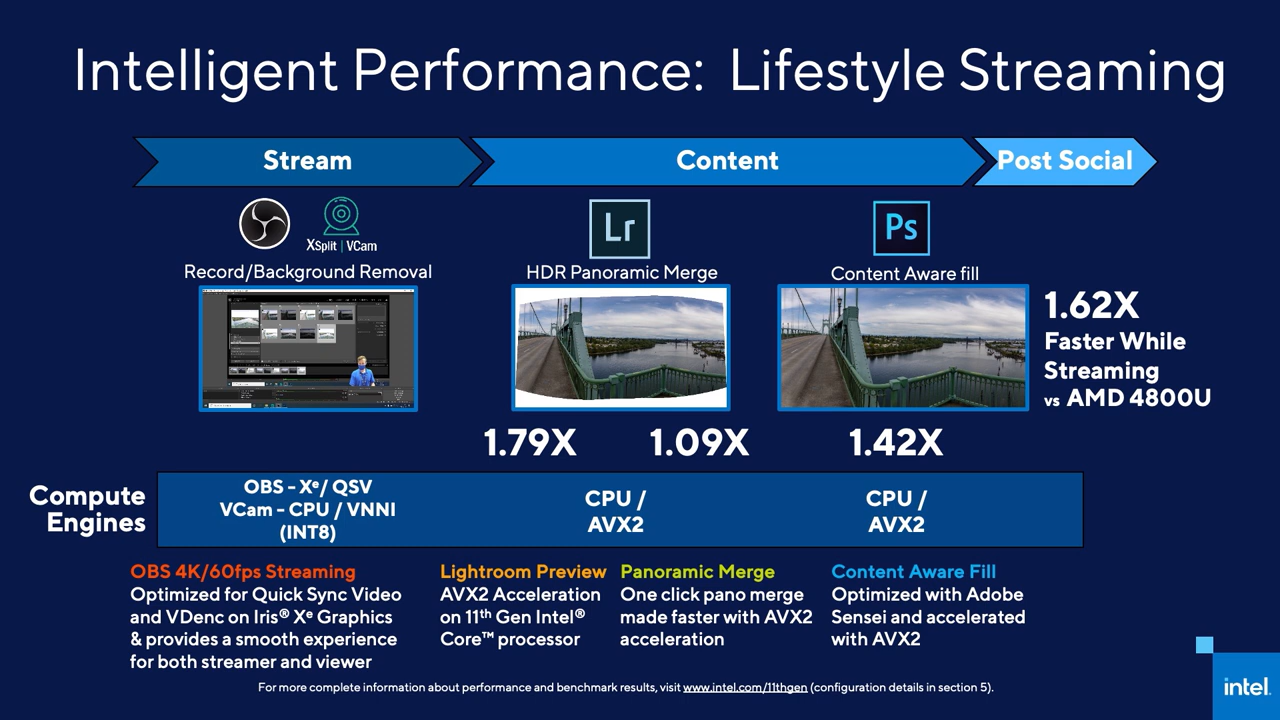 Intelligent Performance: Lifestyle Streaming
Stream
Content
Post Social
XSplit | VCam
Lr
Ps
Record/Background Removal
HDR Panoramic Merge
Content Aware fill
1.62X
Faster While
Streaming
vs AMD 4800U
1.79X
1.09X
1.42X
Compute
Engines
OBS – Xᵉ/ QSV
VCam – CPU / VNNI
(INT8)
CPU /
AVX2
CPU /
AVX2
OBS 4K/60fps Streaming
Optimized for Quick Sync Video
and VDenc on Iris® Xᵉ Graphics
& provides a smooth experience
for both streamer and viewer
Lightroom Preview
AVX2 Acceleration
on 11ᵗʰ Gen Intel®
Core™ processor
Panoramic Merge
One click pano merge
made faster with AVX2
acceleration
Content Aware Fill
Optimized with Adobe
Sensei and accelerated
with AVX2
For more complete information about performance and benchmark results, visit www.intel.com/11thgen (configuration details in section 5).
intel.